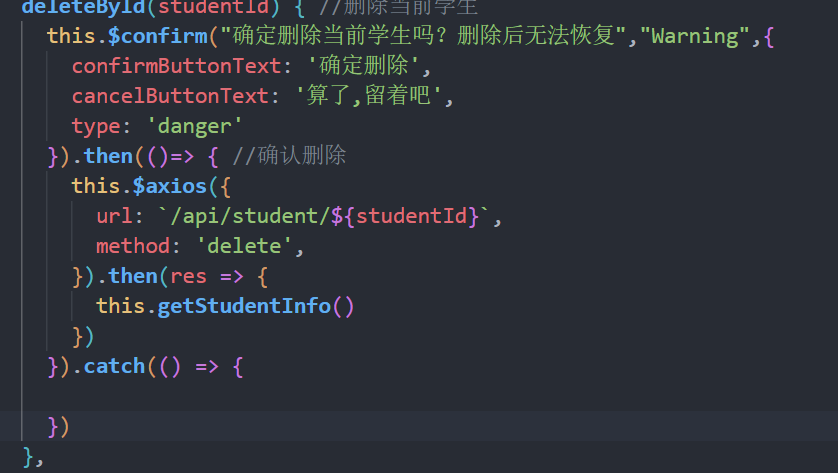 deleteById(studentId) { //删除当前学生
this.$confirm("确定删除当前学生吗？删除后无法恢复","Warning",{
confirmButtonText: '确定删除',
cancelButtonText: '算了,留着吧',
type: 'danger'
}).then(()=> { //确认删除
this.$axios({
url: `/api/student/${studentId}`,
method: 'delete',
}).then(res => {
this.getStudentInfo()
})
}).catch(() => {
})
},